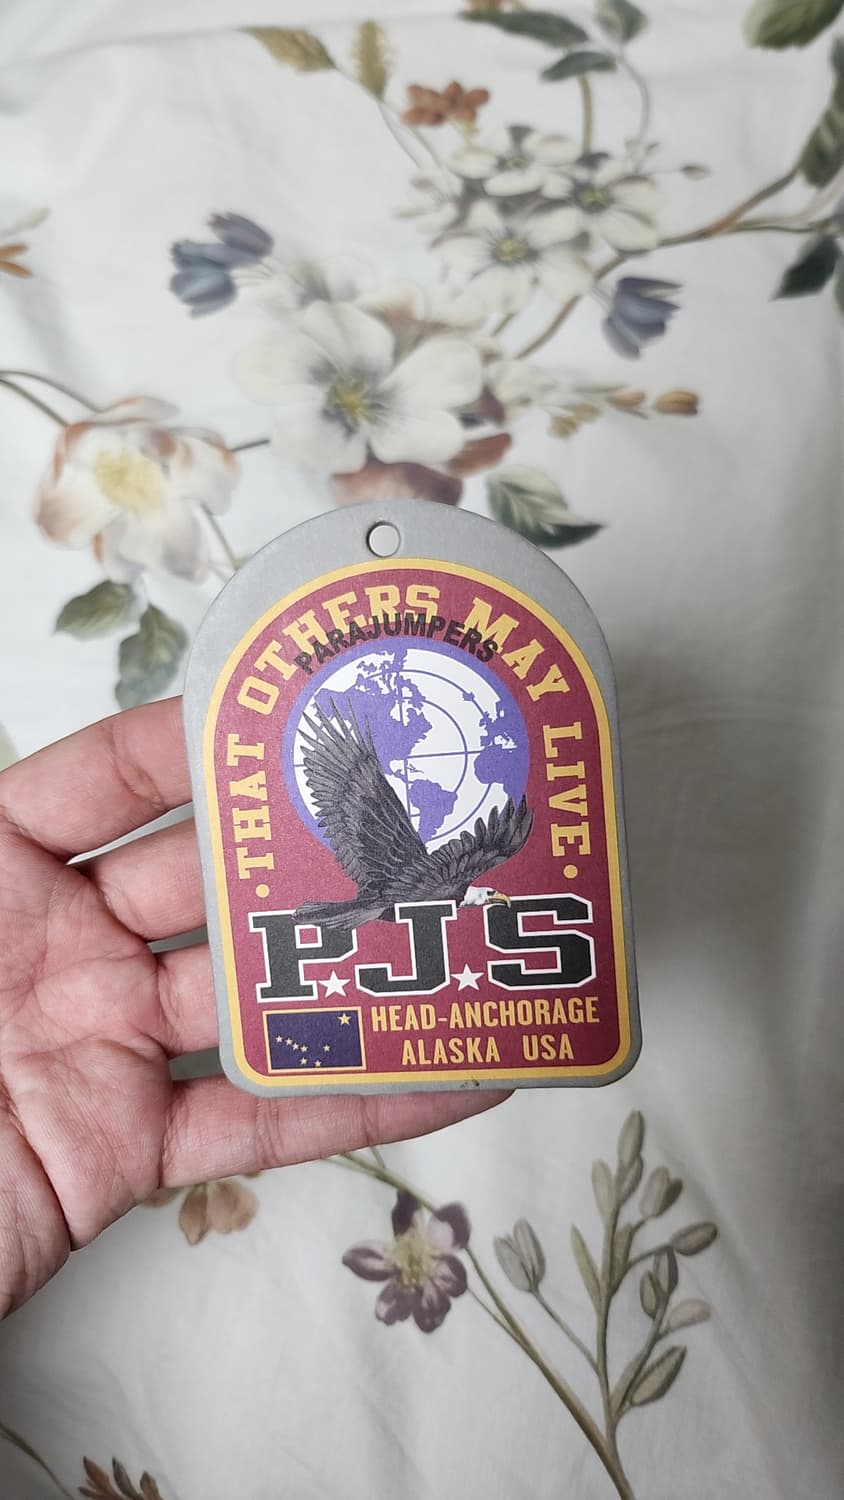 • THAT OTHERS MAY LIVE •
PARAJUMPERS
P.J.S
HEAD-ANCHORAGE
ALASKA USA